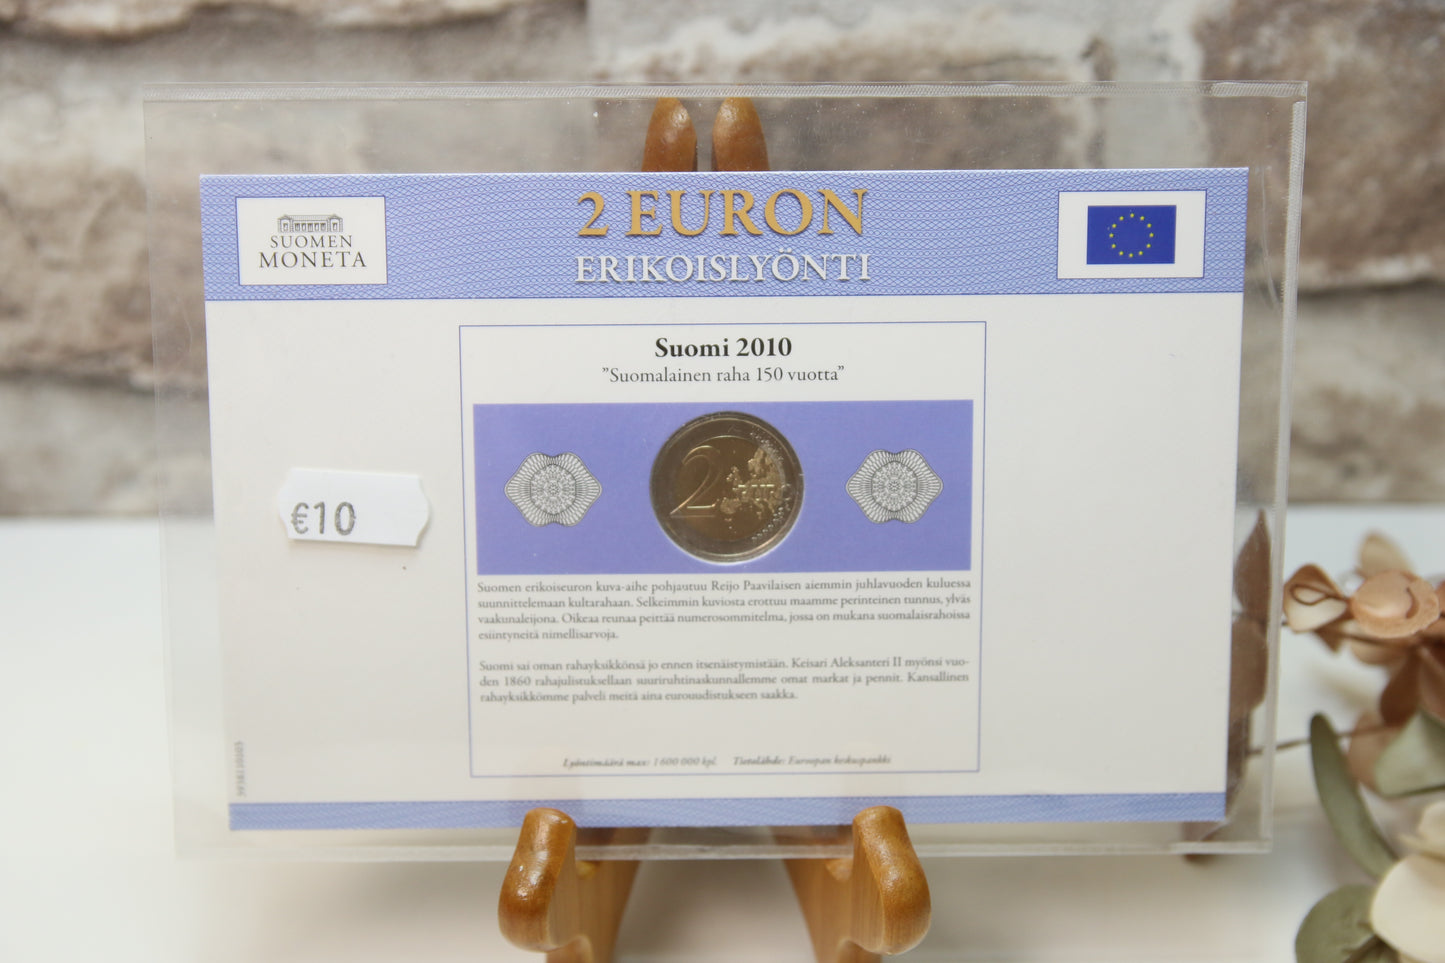 2 EURON
ERIKOISLYÖNTI
SUOMEN
MONETA
Suomi 2010
”Suomalainen raha 150 vuotta”
2 EURO
€10
Suomen erikoiseuron kuva-aihe pohjautuu Reijo Paavilaisen aiemmin juhlavuoden kuluessa
suunnittelemaan kultarahaan. Selkeimmin kuviosta erottuu maamme perinteinen tunnus, ylväs
vaakunaleijona. Oikeaa reunaa peittää numerosommitelma, jossa on mukana suomalaisrahoissa
esiintyneitä nimellisarvoja.
Suomi sai oman rahayksikkönsä jo ennen itsenäistymistään. Keisari Aleksanteri II myönsi vuo-
den 1860 rahajulistuksellaan suuriruhtinaskunnallemme omat markat ja pennit. Kansallinen
rahayksikkömme palveli meitä aina eurouudistukseen saakka.
Lyöntimäärä max: 1 600 000 kpl. Tietolähde: Euroopan keskuspankki